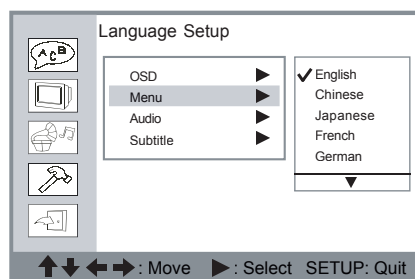 Language Setup
A C B
OSD
Menu
Audio
Subtitle
English
Chinese
Japanese
French
German
: Move : Select SETUP: Quit